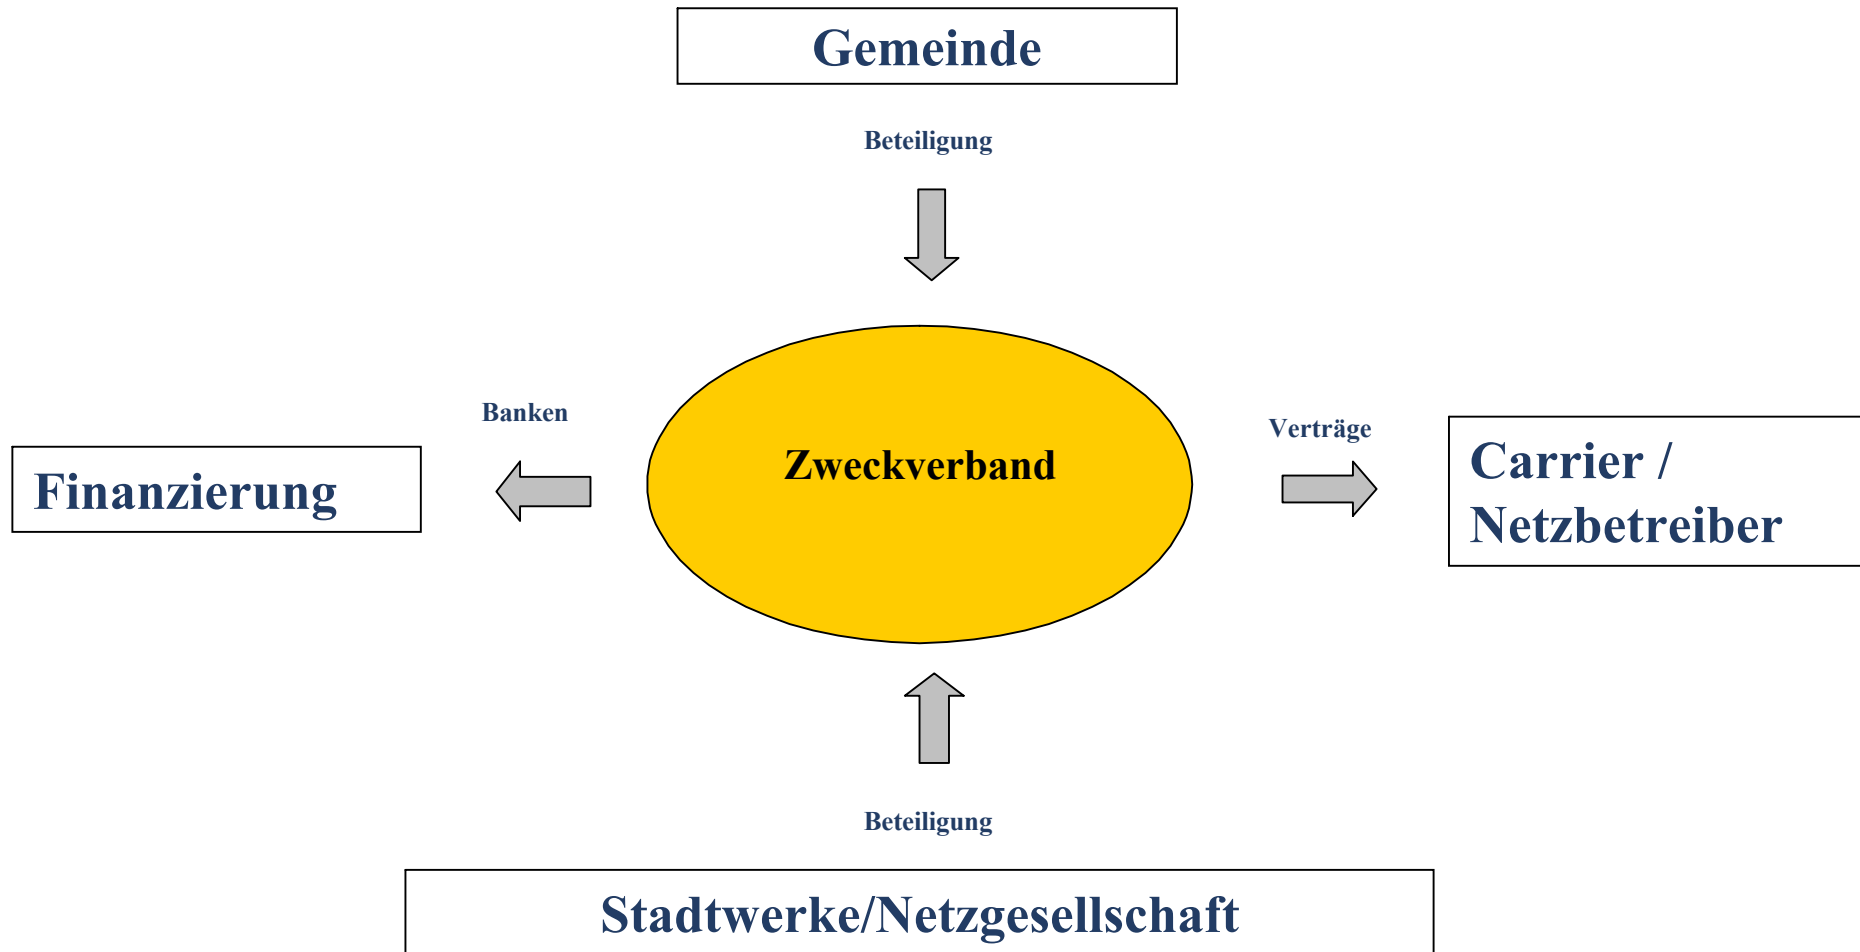 Gemeinde
Beteiligung
Banken
Verträge
Zweckverband
Finanzierung
Carrier /
Netzbetreiber
Beteiligung
Stadtwerke/Netzgesellschaft